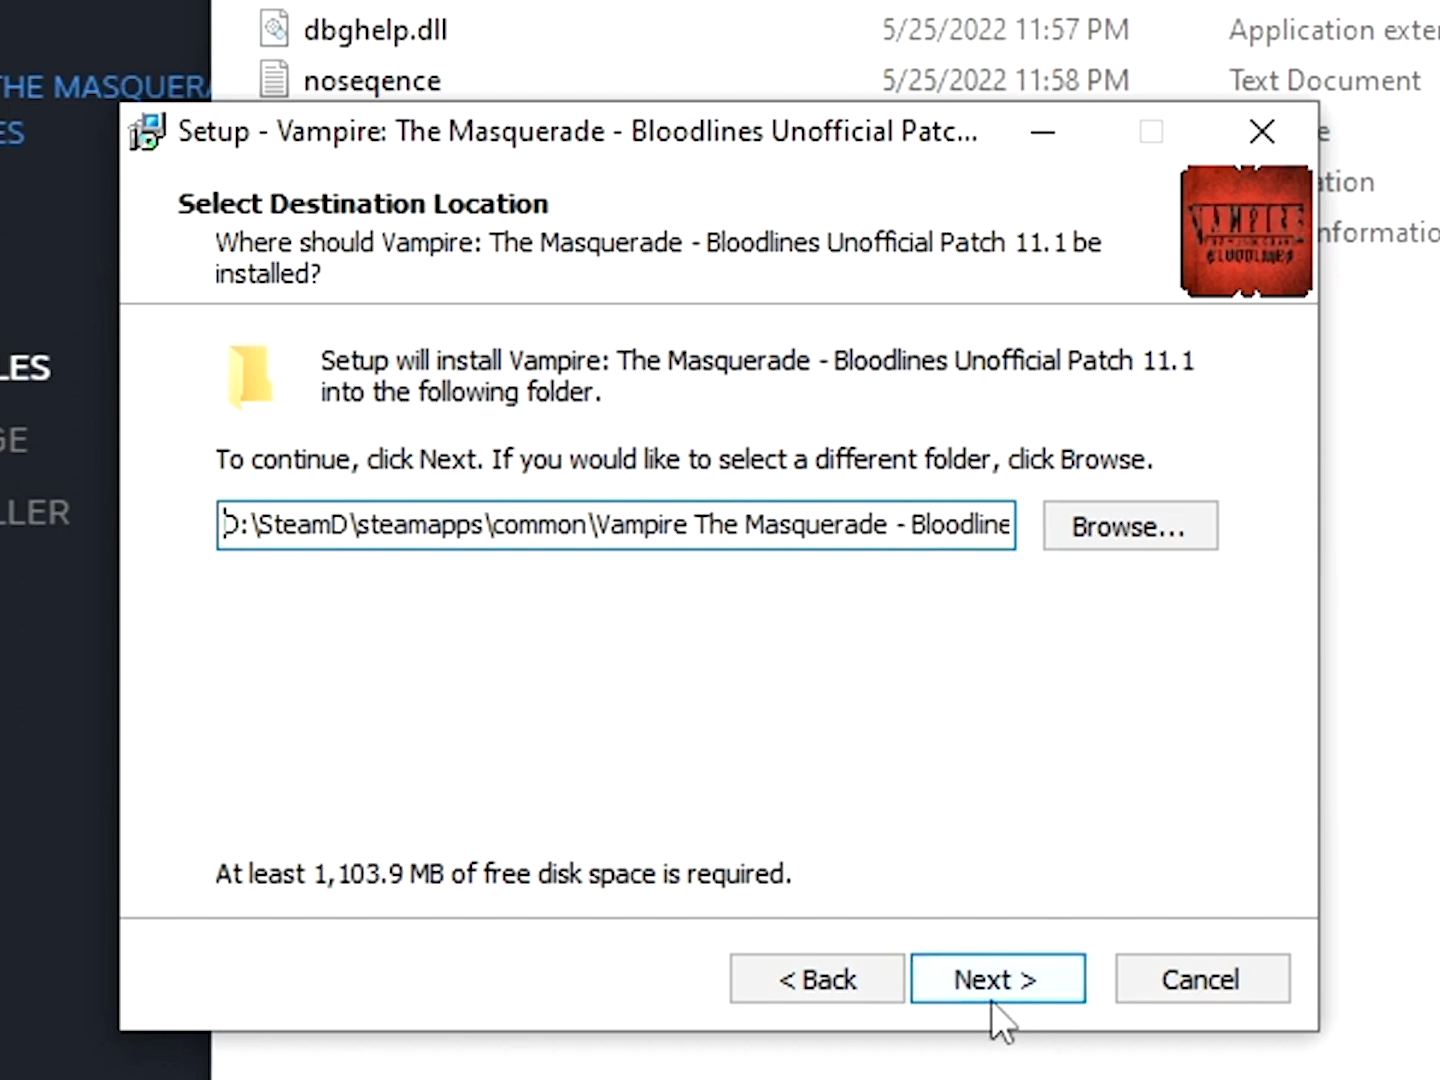 dbghelp.dll 5/25/2022 11:57 PM Application exte
noseqence 5/25/2022 11:58 PM Text Document
THE MASQUERA
ES
Setup - Vampire: The Masquerade - Bloodlines Unofficial Patc...
e
Select Destination Location
ation
Where should Vampire: The Masquerade - Bloodlines Unofficial Patch 11.1 be
installed?
nformatio
VAMPIRE
BLOODLINES
LES
GE
LLER
Setup will install Vampire: The Masquerade - Bloodlines Unofficial Patch 11.1
into the following folder.
To continue, click Next. If you would like to select a different folder, click Browse.
D:\SteamD\steamapps\common\Vampire The Masquerade - Bloodline
Browse...
At least 1,103.9 MB of free disk space is required.
< Back
Next >
Cancel